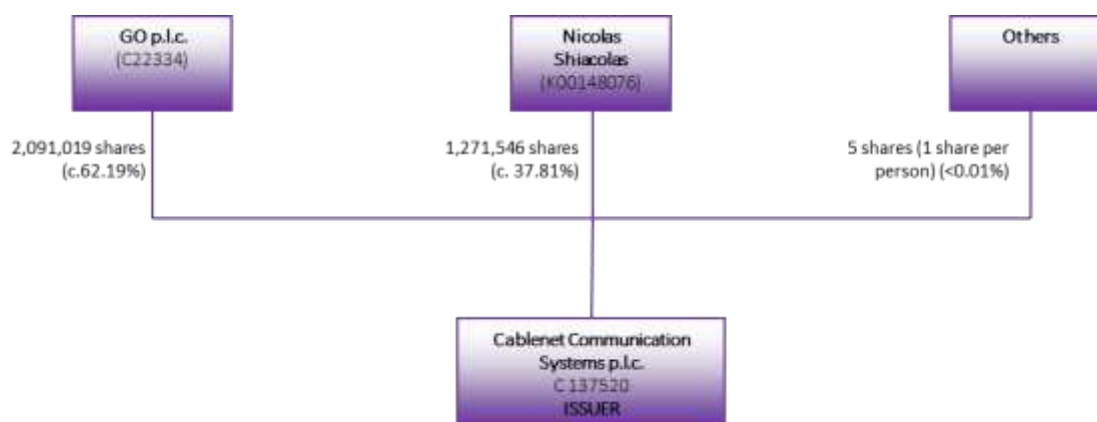 GO p.l.c.
(C22334)
Nicolas
Shiacolas
(K00148076)
Others
2,091,019 shares
(c.62.19%)
1,271,546 shares
(c. 37.81%)
5 shares (1 share per
person) (<0.01%)
Cablenet Communication
Systems p.l.c.
C 137520
ISSUER